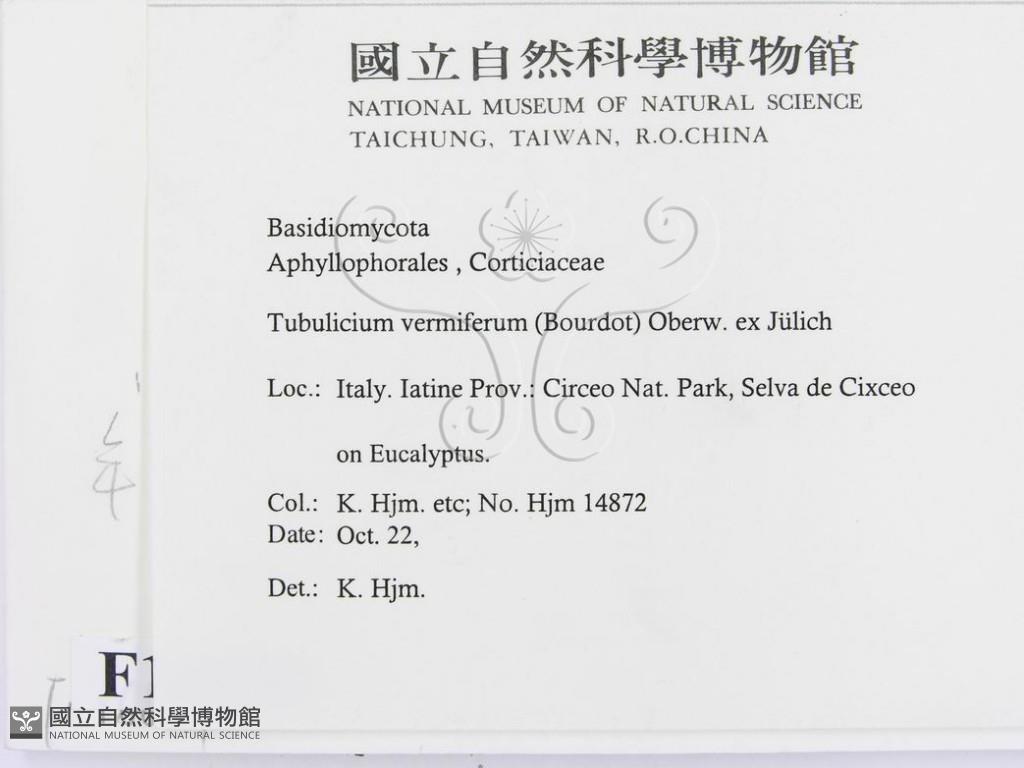 國立自然科學博物館
NATIONAL MUSEUM OF NATURAL SCIENCE
TAICHUNG, TAIWAN, R.O.CHINA
Basidiomycota
Aphyllophorales , Corticiaceae
Tubulicium vermiferum (Bourdot) Oberw. ex Jülich
Loc.: Italy. Iatine Prov.: Circeo Nat. Park, Selva de Cixceo
on Eucalyptus.
Col.: K. Hjm. etc; No. Hjm 14872
Date: Oct. 22,
Det.: K. Hjm.
年
F1
國立自然科學博物館
NATIONAL MUSEUM OF NATURAL SCIENCE